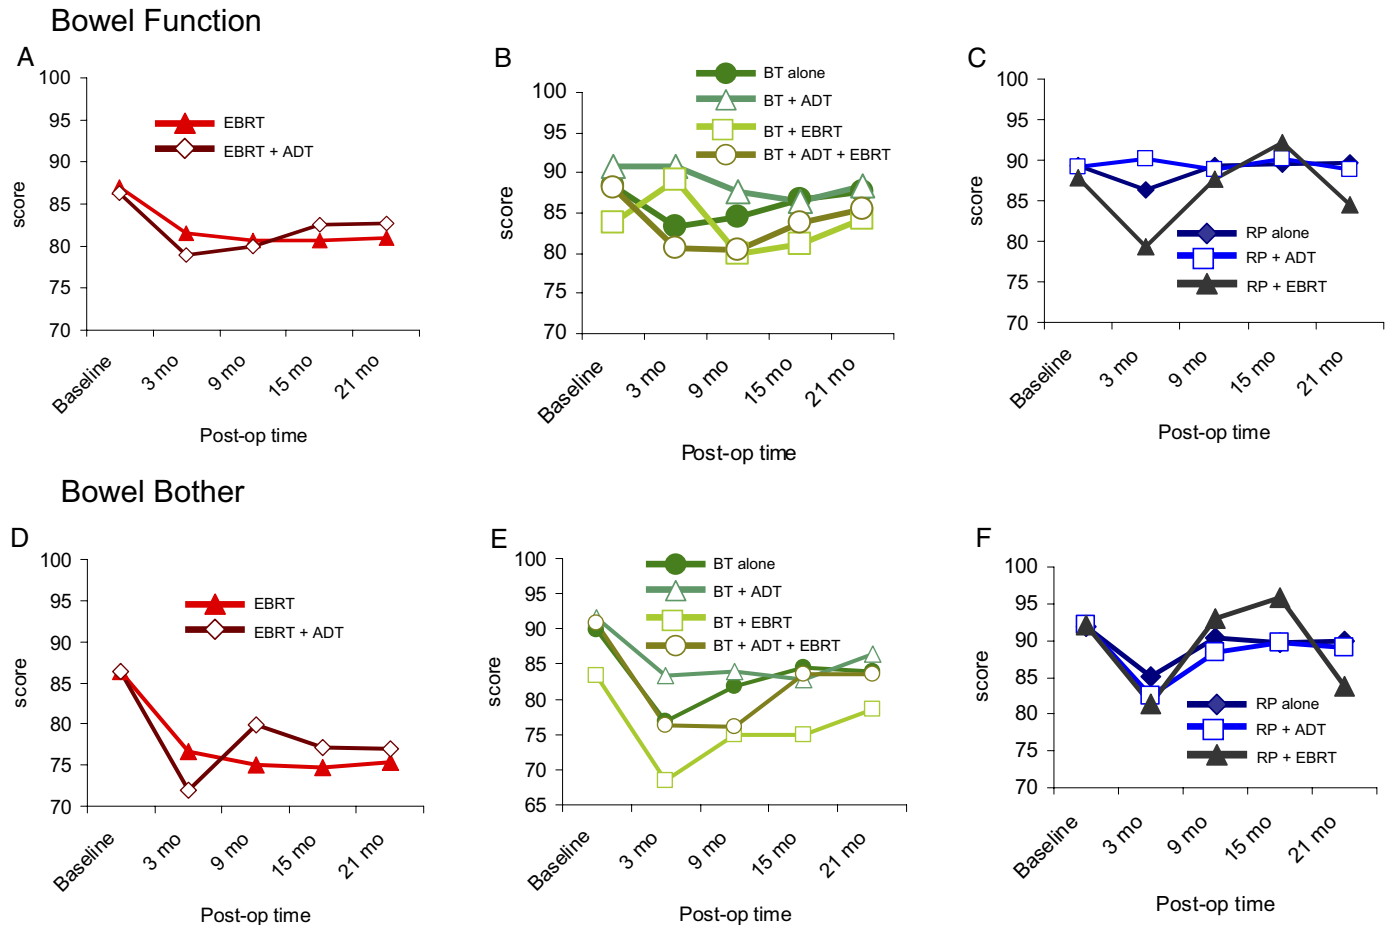 Bowel Function
A
score
100
95
90
85
80
75
70
EBRT
EBRT + ADT
Baseline
3 mo
9 mo
15 mo
21 mo
Post-op time
B
score
100
95
90
85
80
75
70
BT alone
BT + ADT
BT + EBRT
BT + ADT + EBRT
Baseline
3 mo
9 mo
15 mo
21 mo
Post-op time
C
score
100
95
90
85
80
75
70
RP alone
RP + ADT
RP + EBRT
Baseline
3 mo
9 mo
15 mo
21 mo
Post-op time
Bowel Bother
D
score
100
95
90
85
80
75
70
EBRT
EBRT + ADT
Baseline
3 mo
9 mo
15 mo
21 mo
Post-op time
E
score
100
95
90
85
80
75
70
65
BT alone
BT + ADT
BT + EBRT
BT + ADT + EBRT
Baseline
3 mo
9 mo
15 mo
21 mo
Post-op time
F
score
100
95
90
85
80
75
70
RP alone
RP + ADT
RP + EBRT
Baseline
3 mo
9 mo
15 mo
21 mo
Post-op time